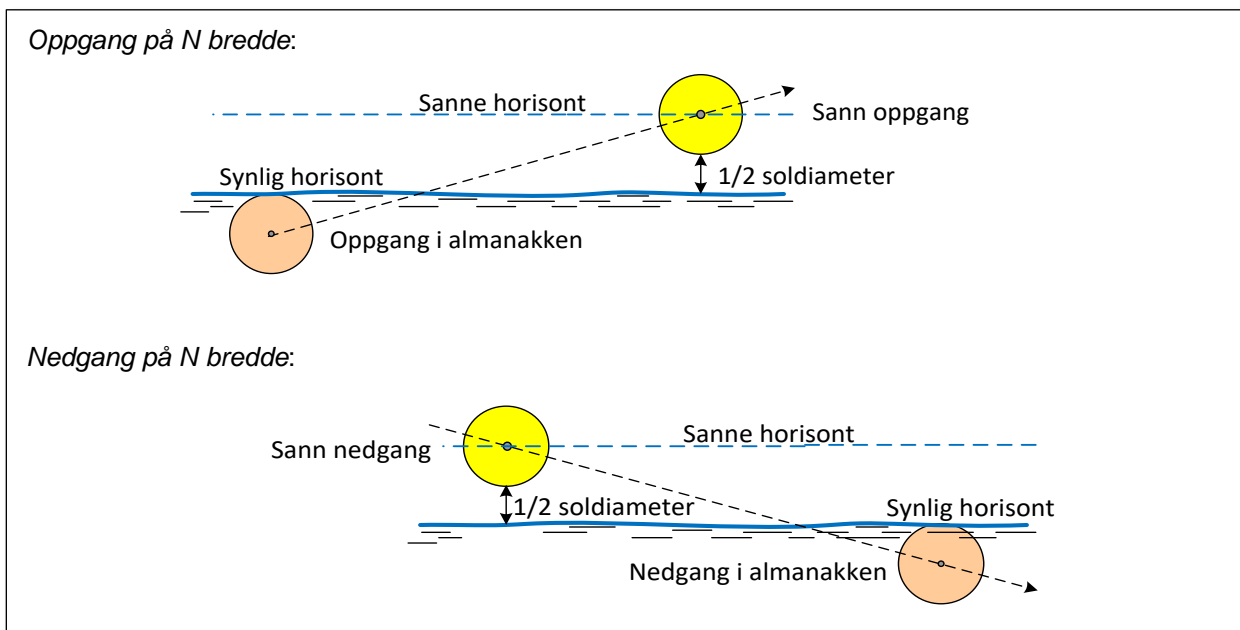 Oppgang på N bredde:
Sanne horisont
Sann oppgang
Synlig horisont
1/2 soldiameter
Oppgang i almanakken
Nedgang på N bredde:
Sanne horisont
Sann nedgang
1/2 soldiameter
Synlig horisont
Nedgang i almanakken